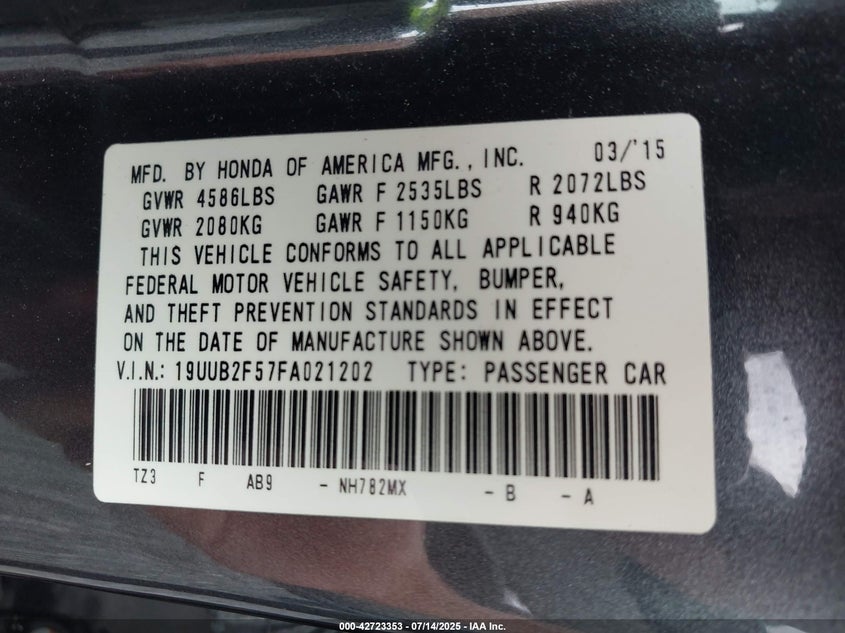 MFD. BY HONDA OF AMERICA MFG., INC. 03/'15
GVWR 4586LBS GAWR F 2535LBS R 2072LBS
GVWR 2080KG GAWR F 1150KG R 940KG
THIS VEHICLE CONFORMS TO ALL APPLICABLE
FEDERAL MOTOR VEHICLE SAFETY, BUMPER,
AND THEFT PREVENTION STANDARDS IN EFFECT
ON THE DATE OF MANUFACTURE SHOWN ABOVE.
V.I.N.: 19UUB2F57FA021202 TYPE: PASSENGER CAR
TZ3 F AB9 - NH782MX - B - A
000-42723353 - 07/14/2025 - IAA Inc.